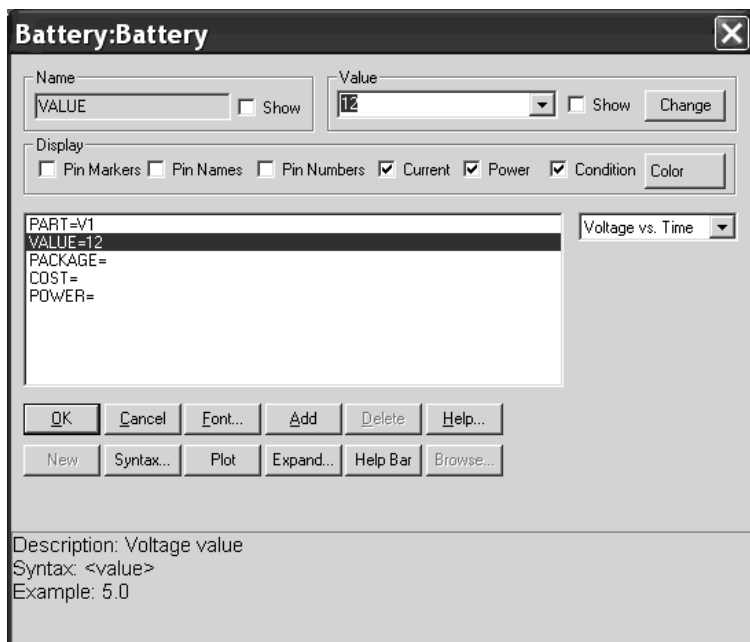 Battery:Battery
Name
VALUE
Show
Value
12
Show
Change
Display
Pin Markers Pin Names Pin Numbers Current Power Condition Color
PART=V1
VALUE=12
PACKAGE=
COST=
POWER=
Voltage vs. Time
OK Cancel Font... Add Delete Help...
New Syntax... Plot Expand... Help Bar Browse...
Description: Voltage value
Syntax: <value>
Example: 5.0